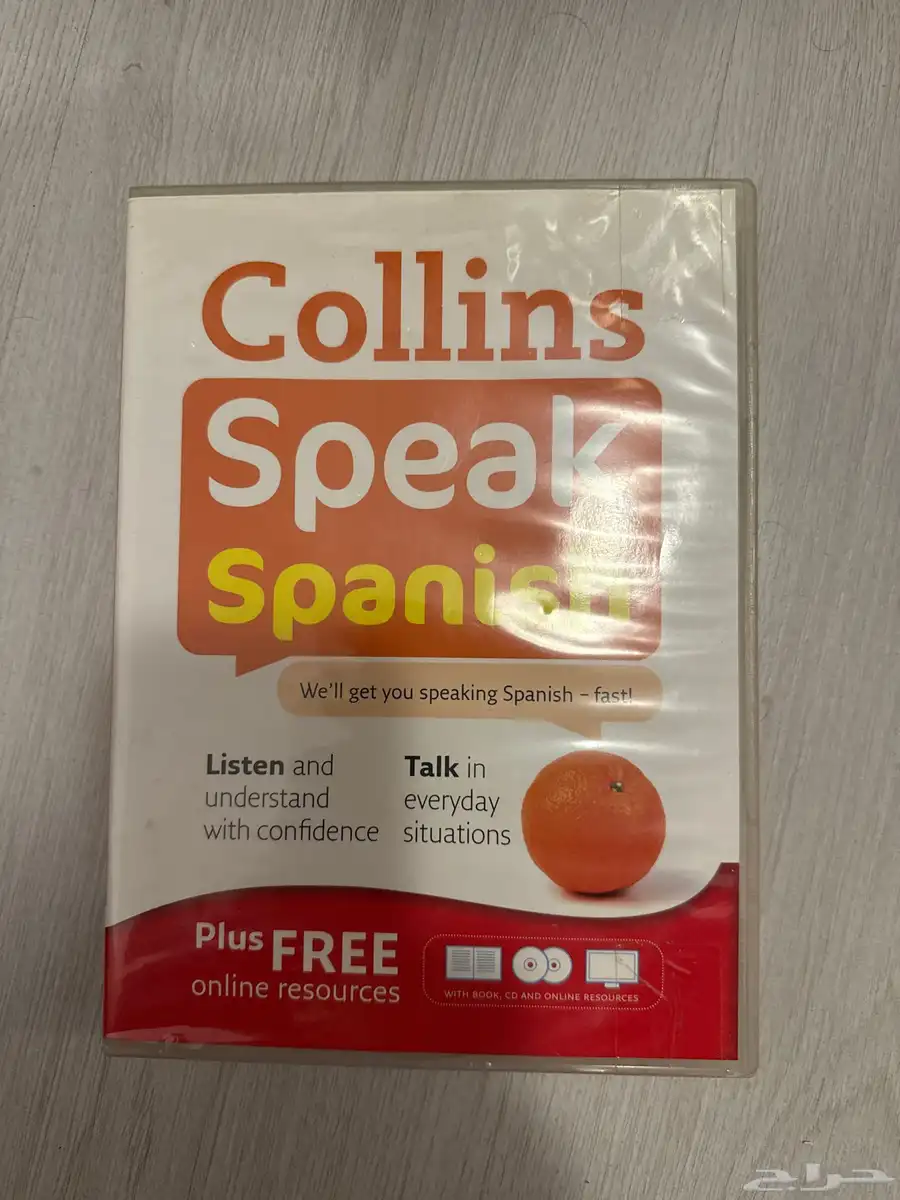 Collins
Speak
Spanish
We'll get you speaking Spanish – fast!
Listen and
understand
with confidence
Talk in
everyday
situations
Plus FREE
online resources
WITH BOOK, CD AND ONLINE RESOURCES
حراج